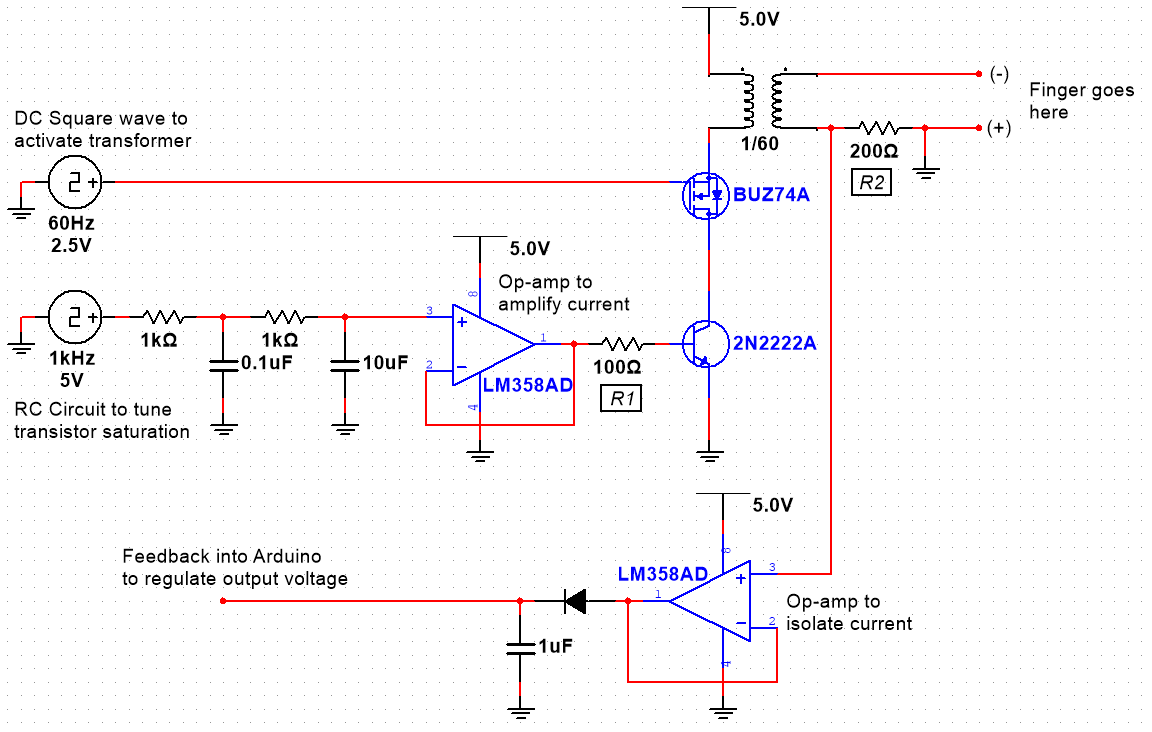 5.0V
(-)
Finger goes
here
(+)
1/60
200Ω
R2
DC Square wave to
activate transformer
2 +
60Hz
2.5V
BUZ74A
5.0V
Op-amp to
amplify current
8
3
+
2
−
1
4
LM358AD
2 +
1kHz
5V
1kΩ
1kΩ
0.1uF
10uF
100Ω
R1
2N2222A
RC Circuit to tune
transistor saturation
5.0V
Feedback into Arduino
to regulate output voltage
LM358AD
8
3
+
1
2
−
4
Op-amp to
isolate current
1uF